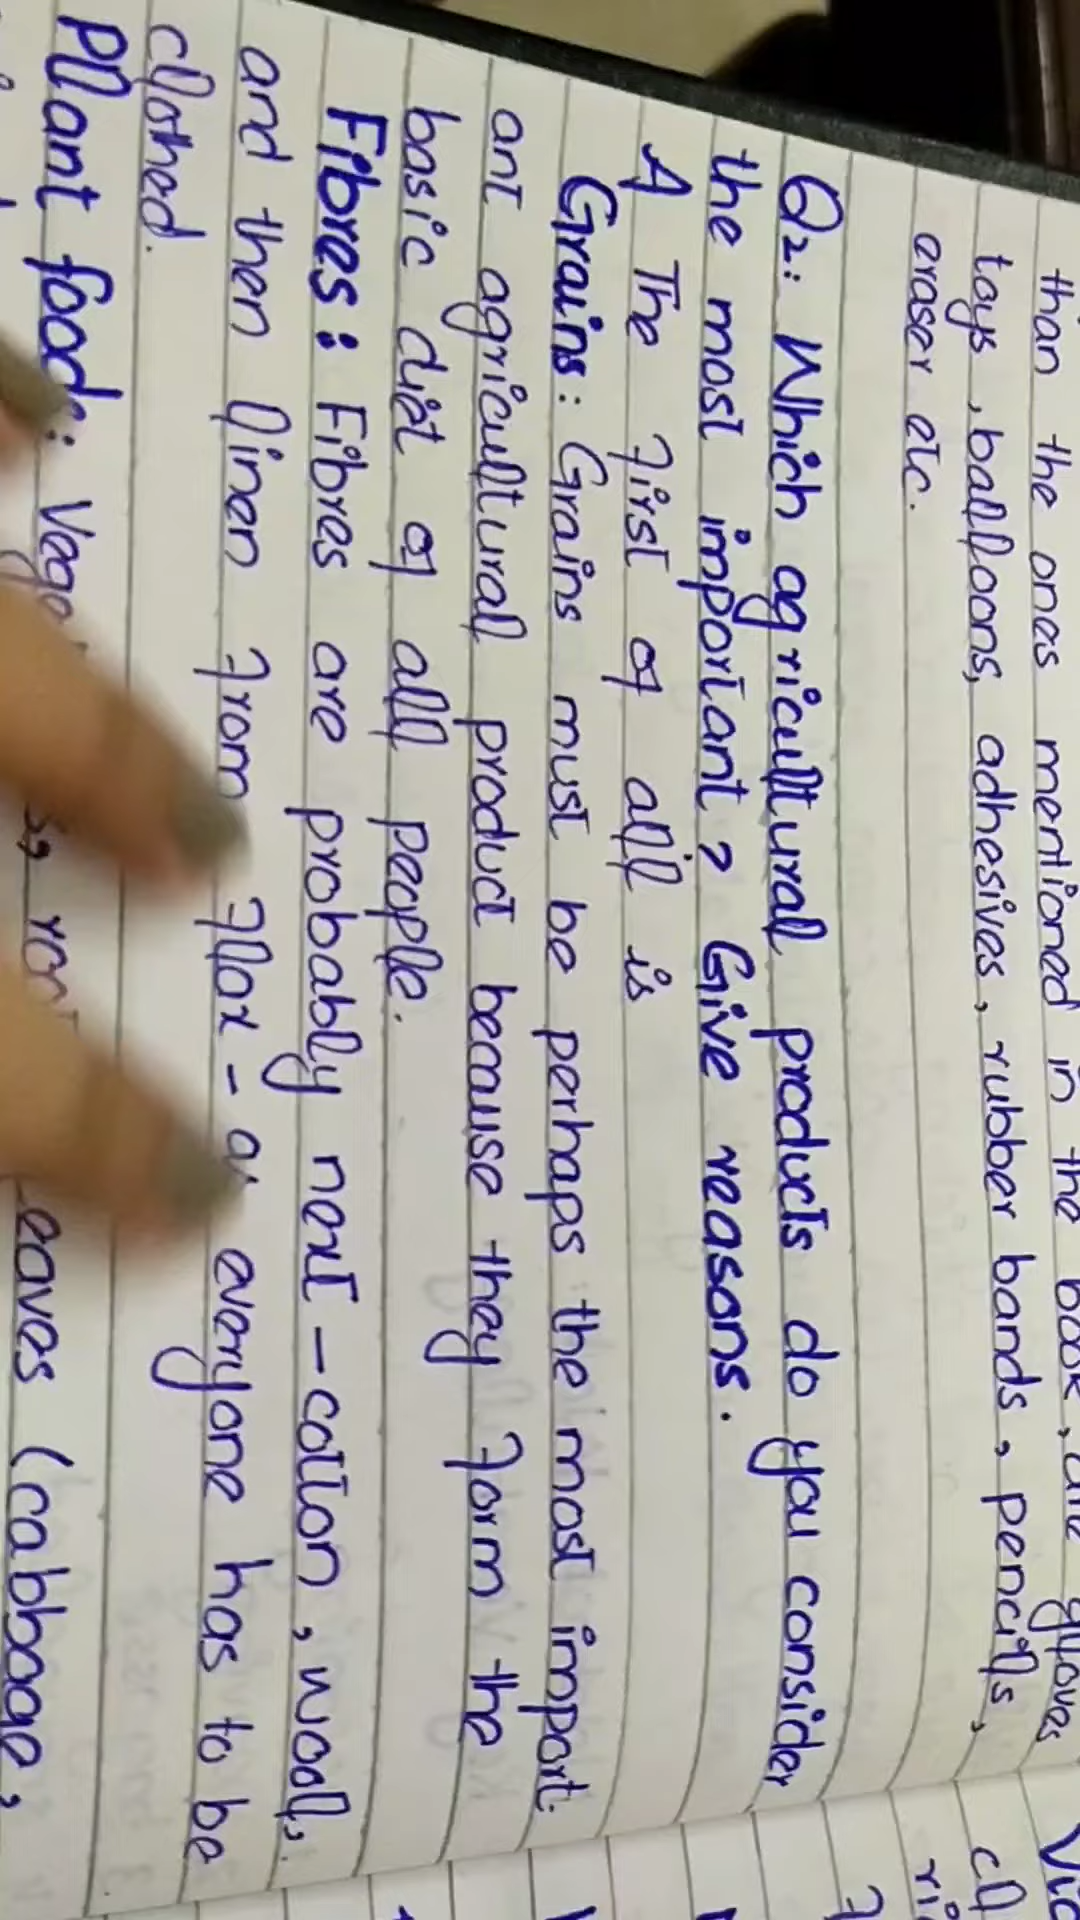 than the ones mentioned in the book, are gloves
toys, balloons, adhesives, rubber bands, pencils,
eraser etc.
Q2: Which agricultural products do you consider
the most important? Give reasons.
A The first of all is
Grains: Grains must be perhaps the most import-
ant agricultural product because they form the
basic diet of all people.
Fibres: Fibres are probably next - cotton, wool,
and then linen from flax - as everyone has to be
clothed.
Plant food: leaves (cabbage,